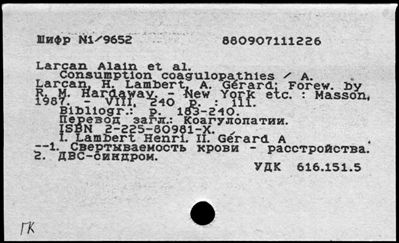 Шифр N1/9652 880907111226
Larcan Alain et al.
Consumption coagulopathies / A.
Larcan, H. Lambert, A. Gérard; Forew. by
R. M. Hardaway. - New York etc. : Masson,
1987. - VIII, 240 p. : ill.
Bibliogr.: p. 183-240.
Перевод загл.: Коагулопатии.
ISBN 2-225-80981-X.
I. Lambert Henri. II. Gérard A
--1. Свертываемость крови - расстройства.
2. ДВС-синдром.
УДК 616.151.5
ГК